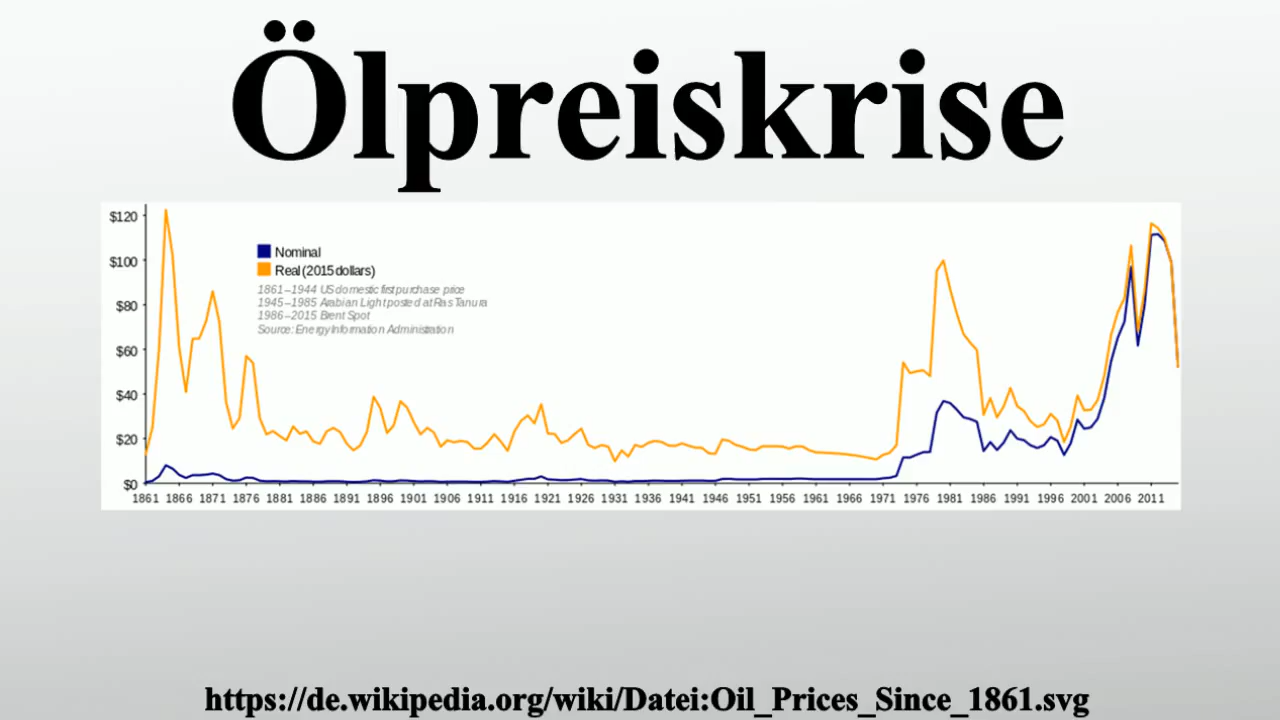 Ölpreiskrise
$120
$100
$80
$60
$40
$20
$0
Nominal
Real (2015 dollars)
1861–1944 US domestic first purchase price
1945–1985 Arabian Light posted at Ras Tanura
1986–2015 Brent Spot
Source: Energy Information Administration
1861 1866 1871 1876 1881 1886 1891 1896 1901 1906 1911 1916 1921 1926 1931 1936 1941 1946 1951 1956 1961 1966 1971 1976 1981 1986 1991 1996 2001 2006 2011
https://de.wikipedia.org/wiki/Datei:Oil_Prices_Since_1861.svg